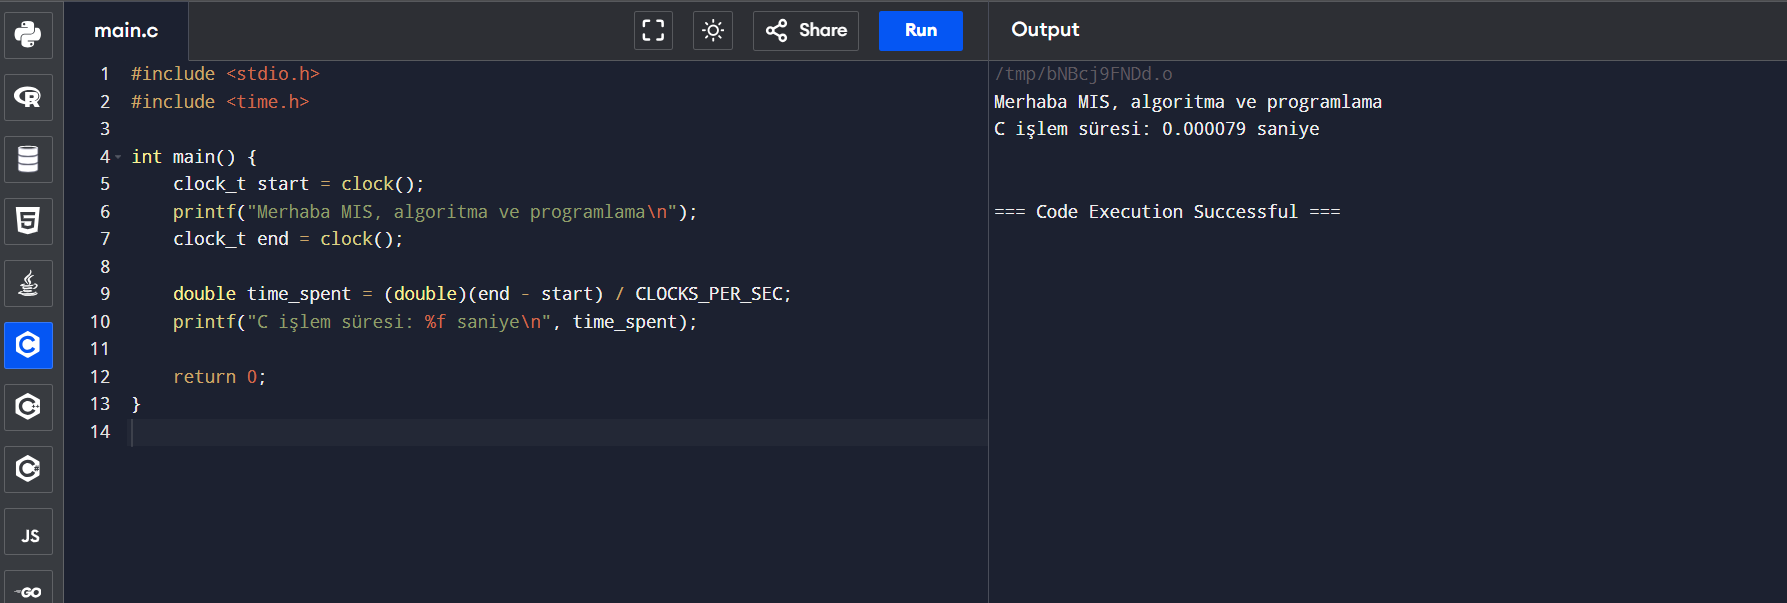 main.c
Share
Run
Output
1 #include <stdio.h>
2 #include <time.h>
3
4 int main() {
5     clock_t start = clock();
6     printf("Merhaba MIS, algoritma ve programlama\n");
7     clock_t end = clock();
8
9     double time_spent = (double)(end - start) / CLOCKS_PER_SEC;
10     printf("C işlem süresi: %f saniye\n", time_spent);
11
12     return 0;
13 }
14
/tmp/bNBcj9FNDd.o
Merhaba MIS, algoritma ve programlama
C işlem süresi: 0.000079 saniye
=== Code Execution Successful ===
R
5
C
C++
C#
JS
GO